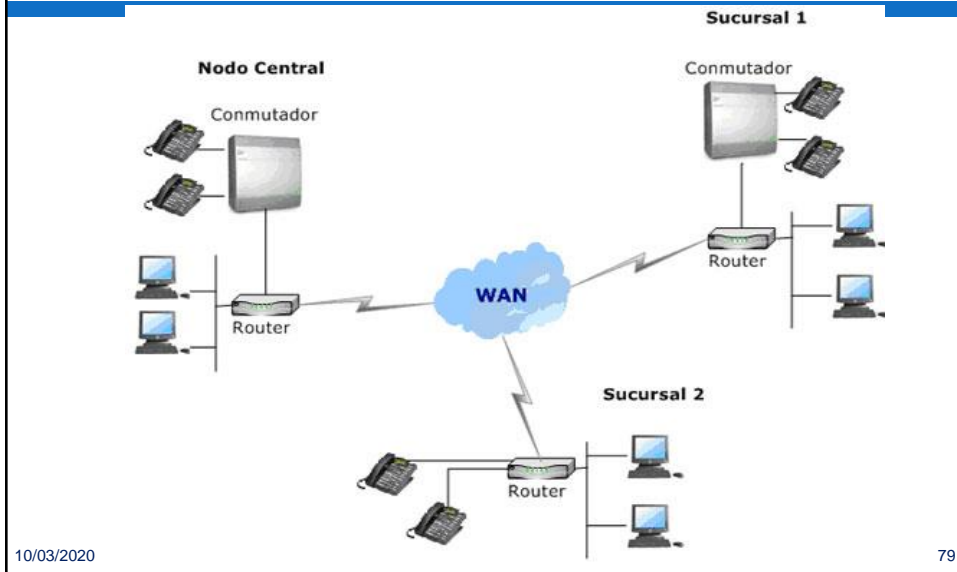 Sucursal 1
Nodo Central
Conmutador
Conmutador
Router
WAN
Router
Sucursal 2
Router
10/03/2020
79